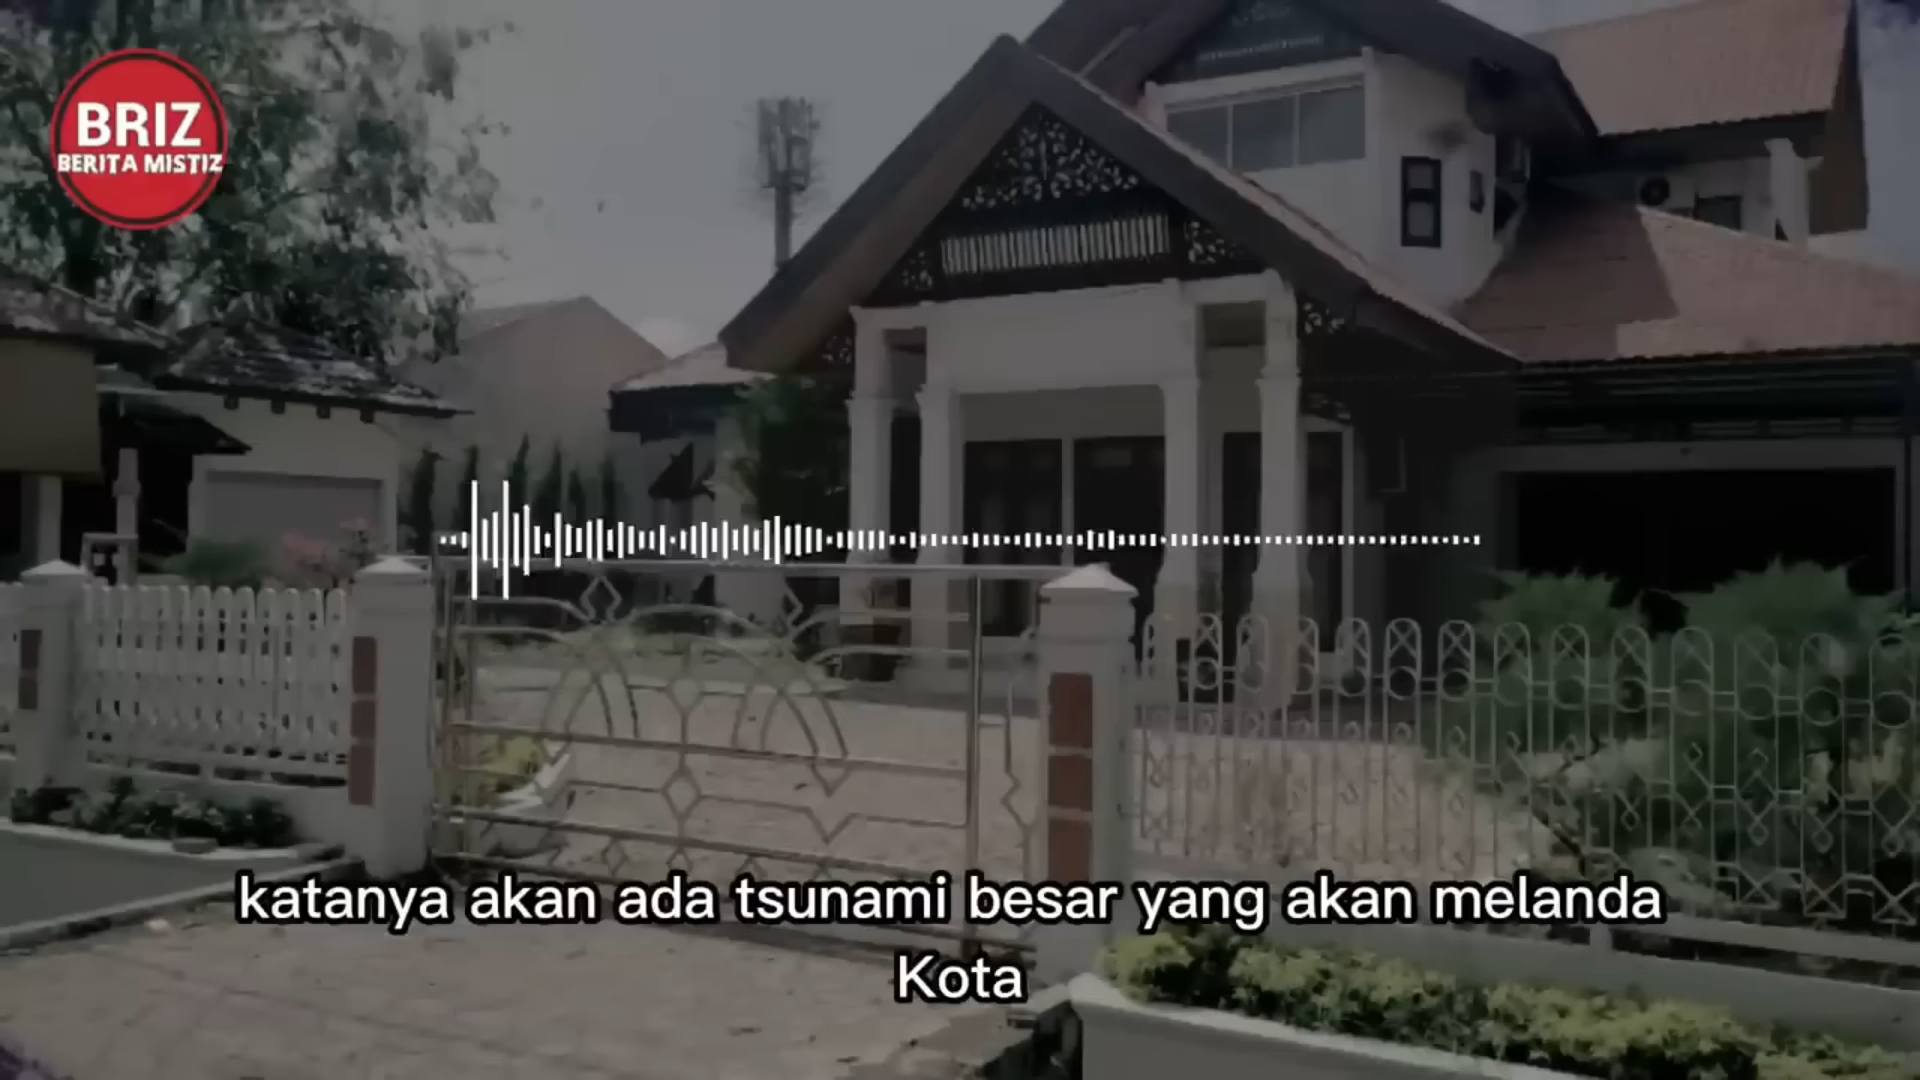 BRIZ
BERITA MISTIZ
katanya akan ada tsunami besar yang akan melanda
Kota